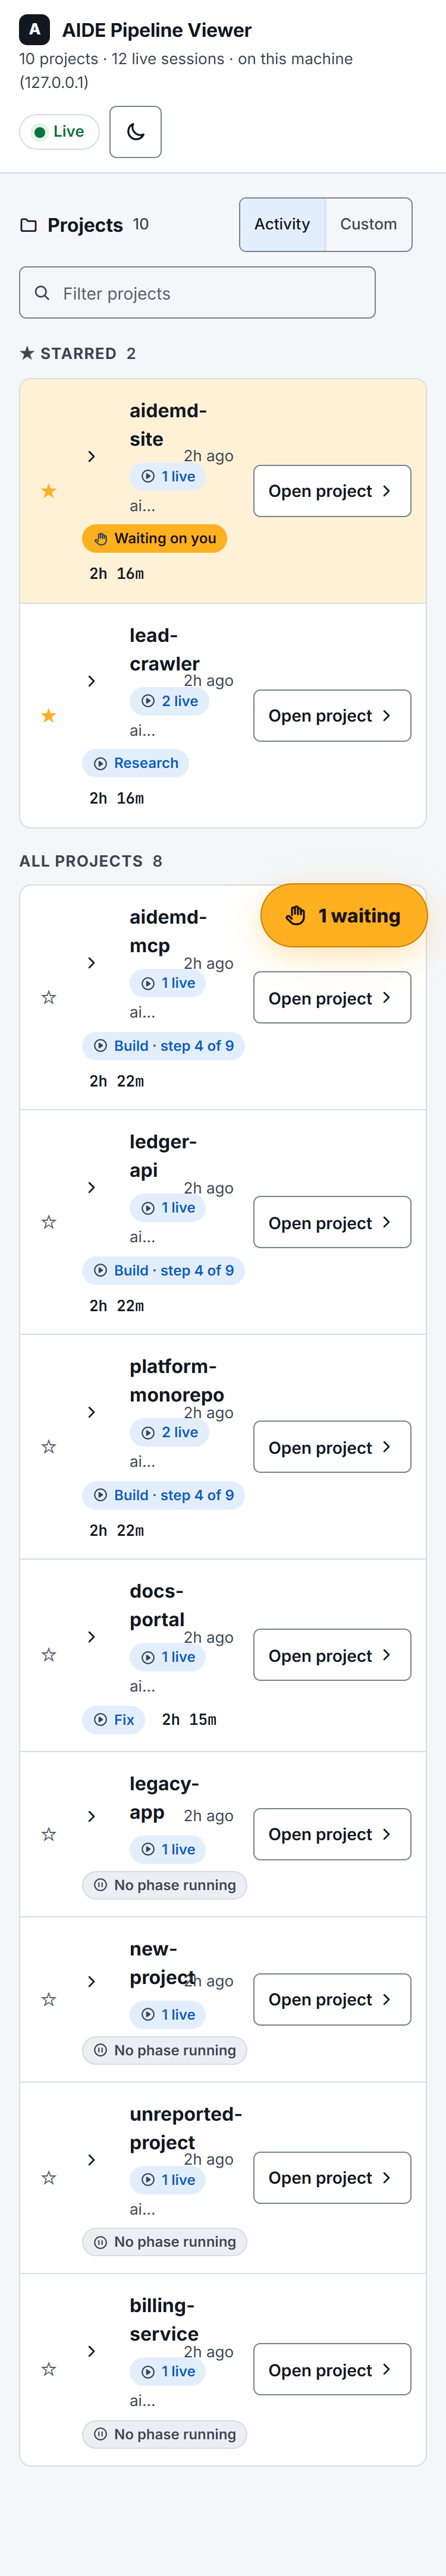 A AIDE Pipeline Viewer
10 projects · 12 live sessions · on this machine
(127.0.0.1)
Live
Projects 10
Activity Custom
Filter projects
★ STARRED 2
aidemd-
site
2h ago
1 live
ai...
Open project
Waiting on you
2h 16m
lead-
crawler
2h ago
2 live
ai...
Open project
Research
2h 16m
ALL PROJECTS 8
1 waiting
aidemd-
mcp
2h ago
1 live
ai...
Open project
Build · step 4 of 9
2h 22m
ledger-
api
2h ago
1 live
ai...
Open project
Build · step 4 of 9
2h 22m
platform-
monorepo
2h ago
2 live
ai...
Open project
Build · step 4 of 9
2h 22m
docs-
portal
2h ago
1 live
ai...
Open project
Fix 2h 15m
legacy-
app
2h ago
1 live
Open project
No phase running
new-
project
2h ago
1 live
Open project
No phase running
unreported-
project
2h ago
1 live
ai...
Open project
No phase running
billing-
service
2h ago
1 live
ai...
Open project
No phase running